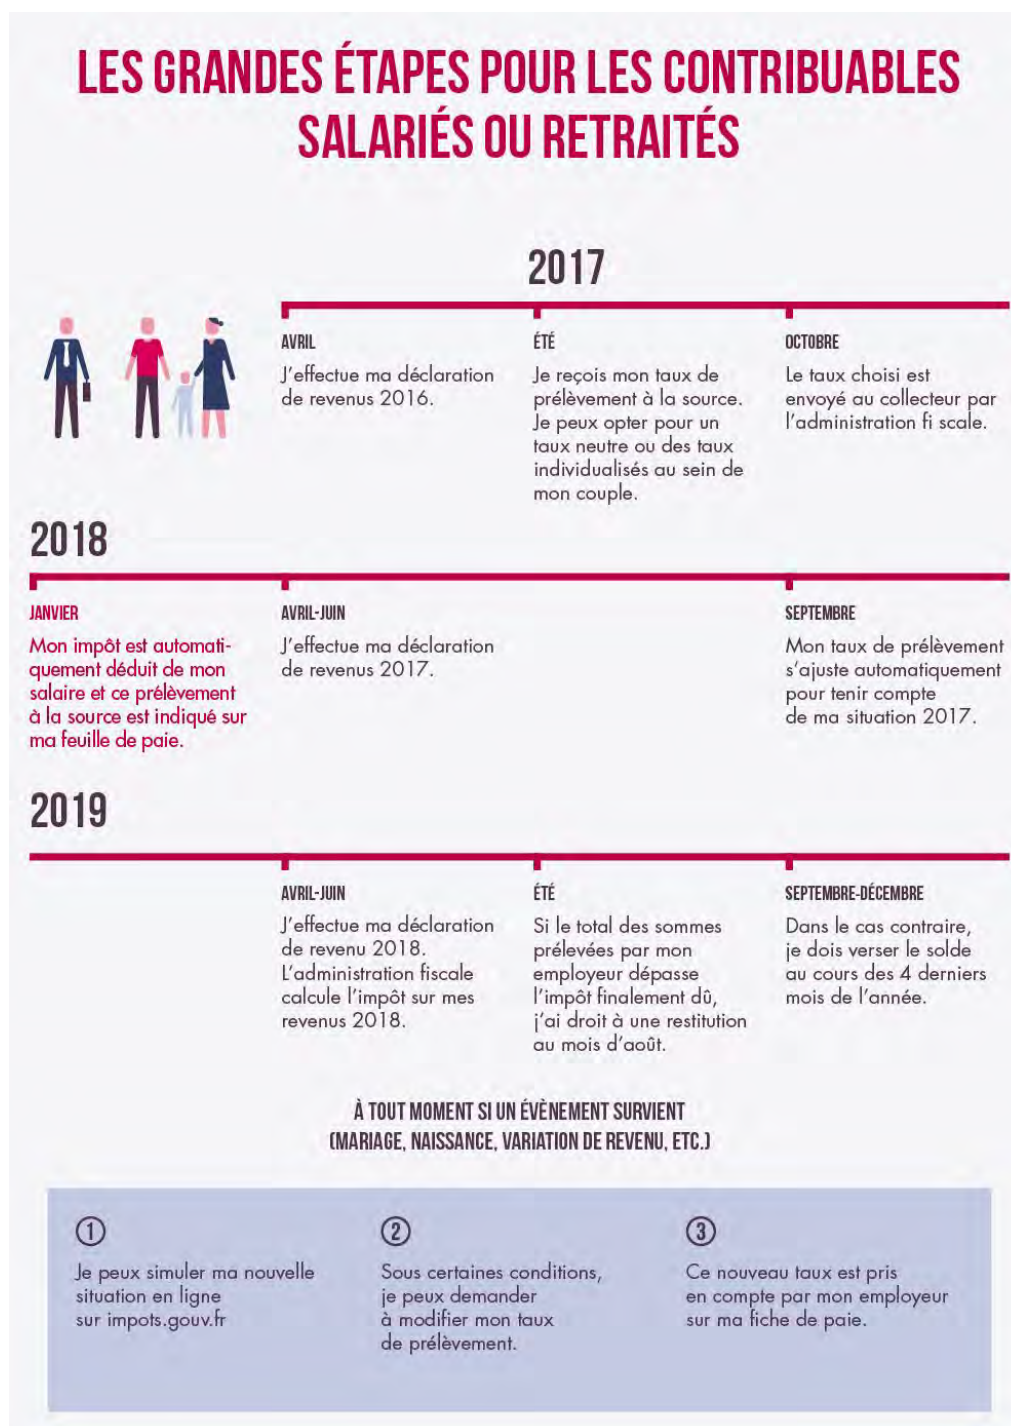 LES GRANDES ÉTAPES POUR LES CONTRIBUABLES
SALARIÉS OU RETRAITÉS
2017
AVRIL
J'effectue ma déclaration
de revenus 2016.
ÉTÉ
Je reçois mon taux de
prélèvement à la source.
Je peux opter pour un
taux neutre ou des taux
individualisés au sein de
mon couple.
OCTOBRE
Le taux choisi est
envoyé au collecteur par
l'administration fi scale.
2018
JANVIER
Mon impôt est automati-
quement déduit de mon
salaire et ce prélèvement
à la source est indiqué sur
ma feuille de paie.
AVRIL-JUIN
J'effectue ma déclaration
de revenus 2017.
SEPTEMBRE
Mon taux de prélèvement
s'ajuste automatiquement
pour tenir compte
de ma situation 2017.
2019
AVRIL-JUIN
J'effectue ma déclaration
de revenu 2018.
L'administration fiscale
calcule l'impôt sur mes
revenus 2018.
ÉTÉ
Si le total des sommes
prélevées par mon
employeur dépasse
l'impôt finalement dû,
j'ai droit à une restitution
au mois d'août.
SEPTEMBRE-DÉCEMBRE
Dans le cas contraire,
je dois verser le solde
au cours des 4 derniers
mois de l'année.
À TOUT MOMENT SI UN ÉVÈNEMENT SURVIENT
(MARIAGE, NAISSANCE, VARIATION DE REVENU, ETC.)
1
Je peux simuler ma nouvelle
situation en ligne
sur impots.gouv.fr
2
Sous certaines conditions,
je peux demander
à modifier mon taux
de prélèvement.
3
Ce nouveau taux est pris
en compte par mon employeur
sur ma fiche de paie.